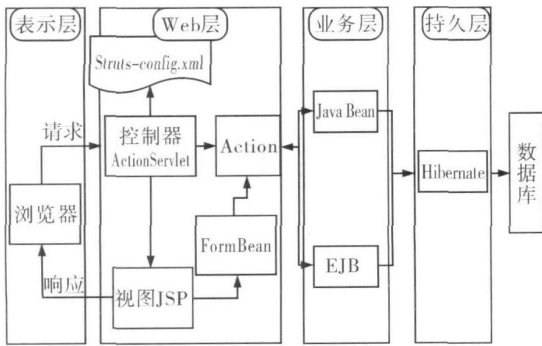 表示层
Web层
业务层
持久层
Struts-config.xml
请求
控制器
ActionServlet
Action
Java Bean
Hibernate
数据库
浏览器
FormBean
EJB
响应
视图JSP